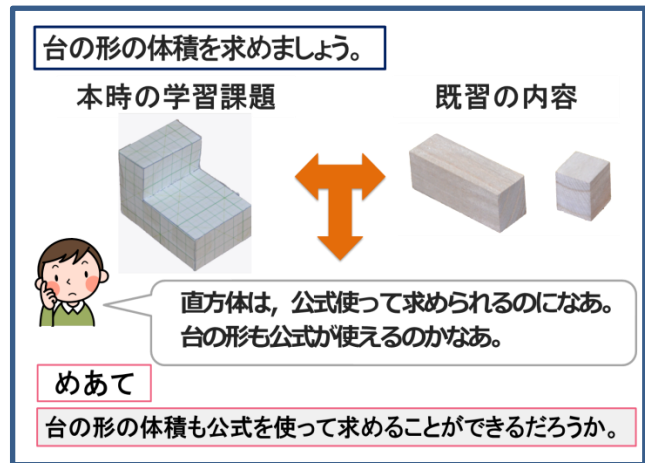 台の形の体積を求めましょう。
本時の学習課題
既習の内容
直方体は，公式使って求められるのになあ。
台の形も公式が使えるのかなあ。
めあて
台の形の体積も公式を使って求めることができるだろうか。